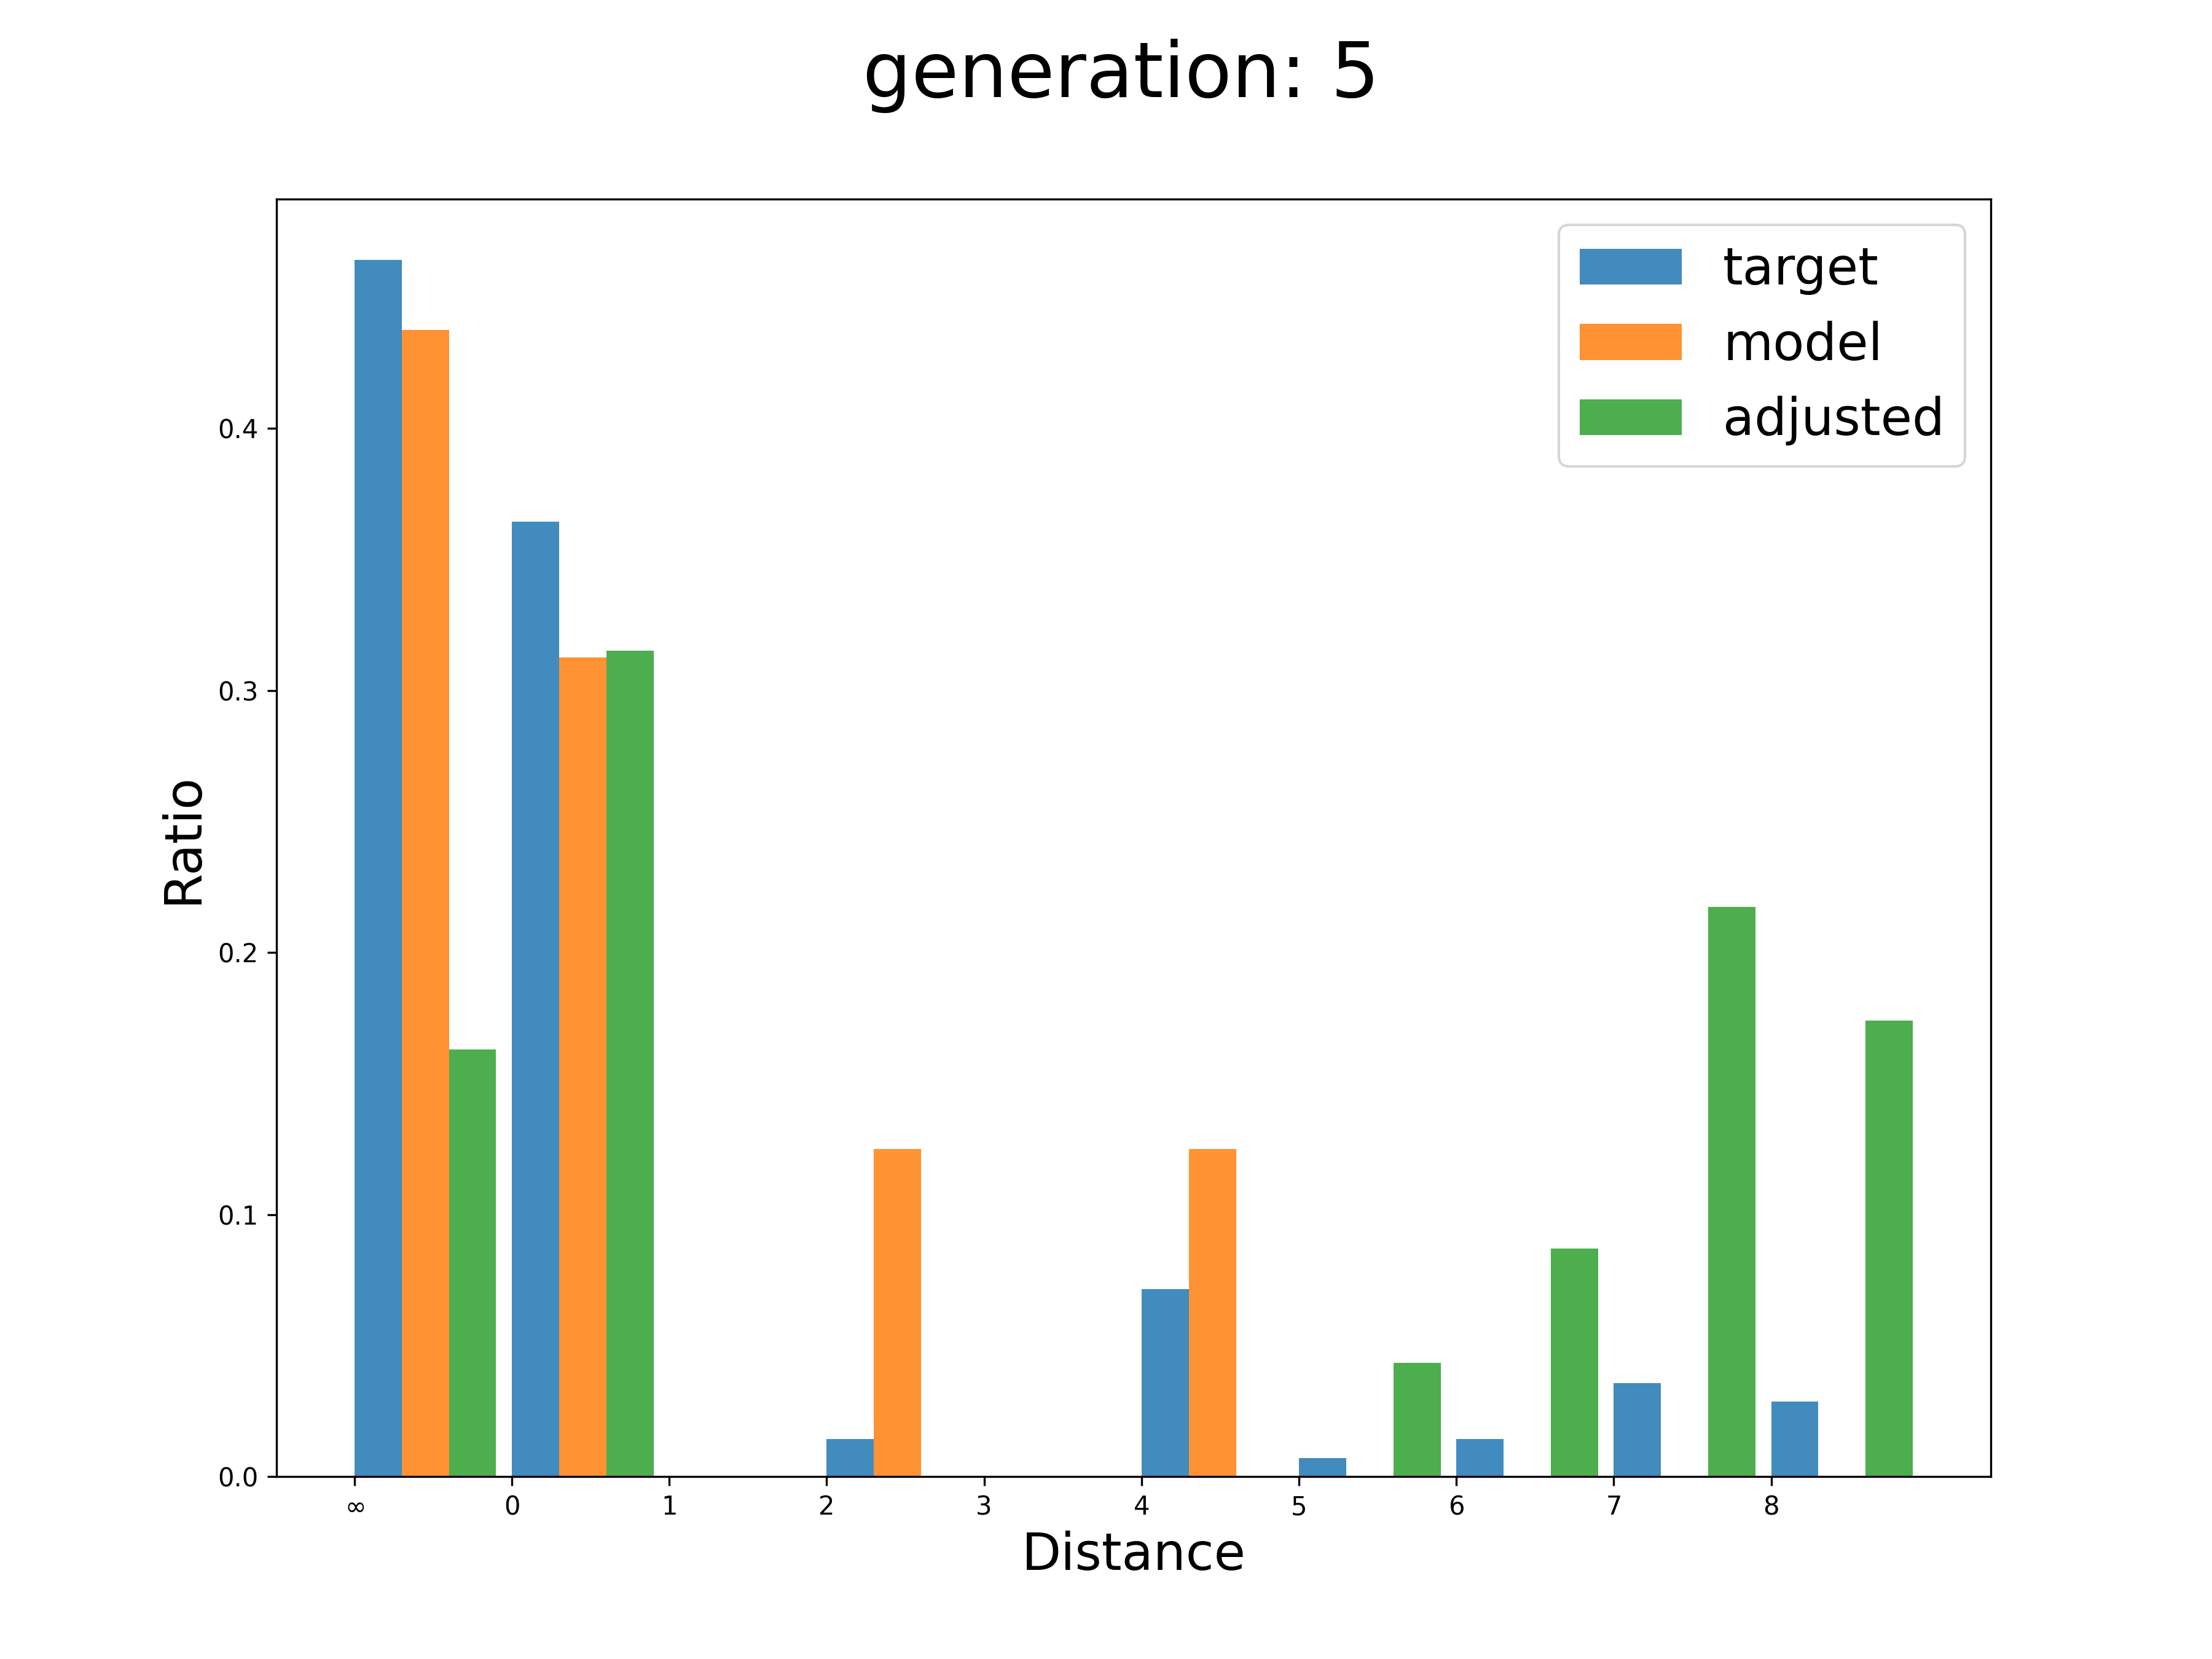 generation: 5
target
model
adjusted
Ratio
0.4
0.3
0.2
0.1
0.0
∞ 0 1 2 3 4 5 6 7 8
Distance